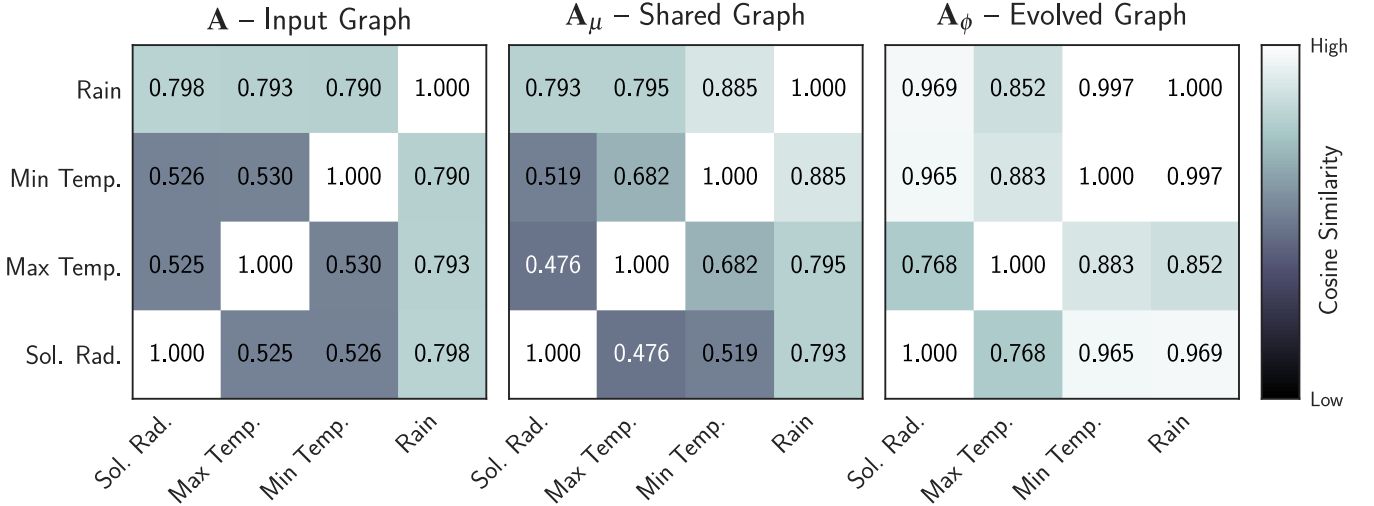 A – Input Graph
Rain 0.798 0.793 0.790 1.000
Min Temp. 0.526 0.530 1.000 0.790
Max Temp. 0.525 1.000 0.530 0.793
Sol. Rad. 1.000 0.525 0.526 0.798
Sol. Rad. Max Temp. Min Temp. Rain
A_μ – Shared Graph
0.793 0.795 0.885 1.000
0.519 0.682 1.000 0.885
0.476 1.000 0.682 0.795
1.000 0.476 0.519 0.793
Sol. Rad. Max Temp. Min Temp. Rain
A_ϕ – Evolved Graph
0.969 0.852 0.997 1.000
0.965 0.883 1.000 0.997
0.768 1.000 0.883 0.852
1.000 0.768 0.965 0.969
Sol. Rad. Max Temp. Min Temp. Rain
High
Cosine Similarity
Low